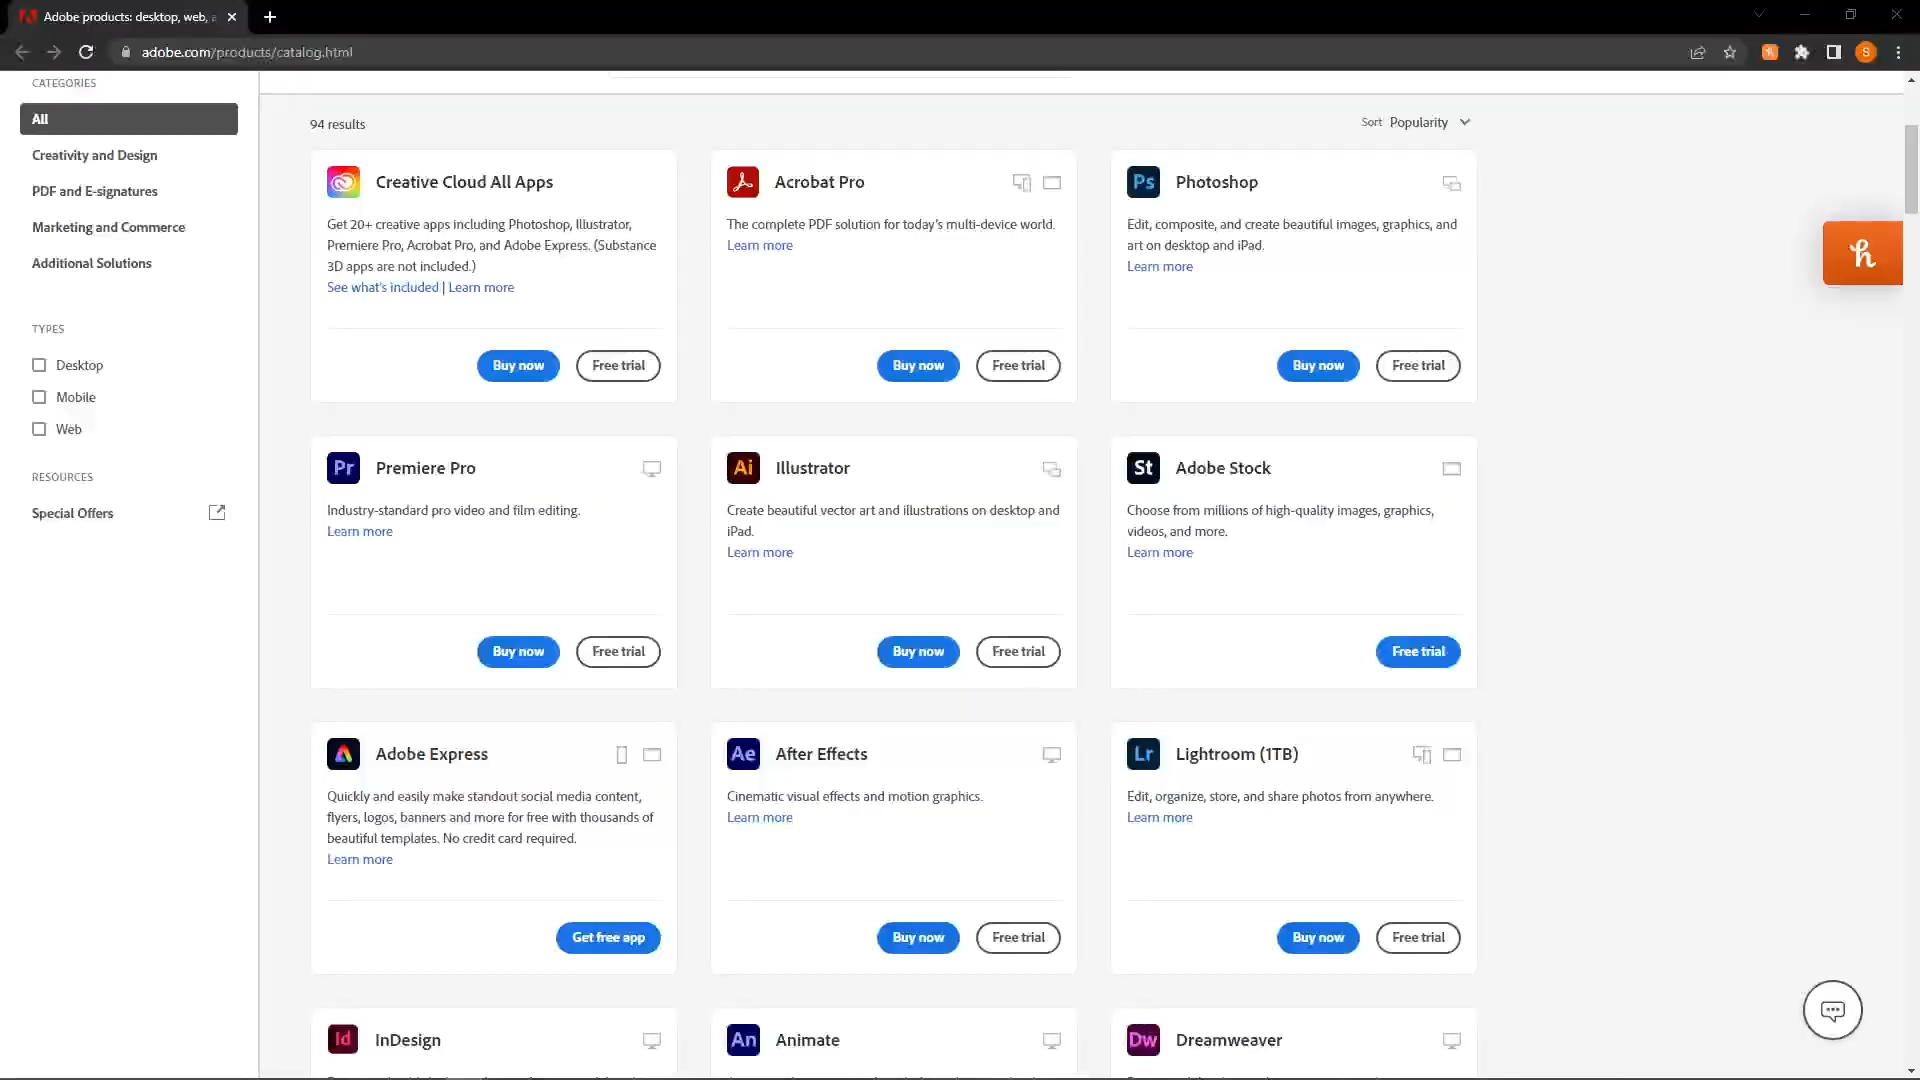 Adobe products: desktop, web, a
adobe.com/products/catalog.html
S
CATEGORIES
All
Creativity and Design
PDF and E-signatures
Marketing and Commerce
Additional Solutions
TYPES
Desktop
Mobile
Web
RESOURCES
Special Offers
94 results
Sort Popularity
Creative Cloud All Apps
Get 20+ creative apps including Photoshop, Illustrator,
Premiere Pro, Acrobat Pro, and Adobe Express. (Substance
3D apps are not included.)
See what's included | Learn more
Buy now Free trial
Acrobat Pro
The complete PDF solution for today's multi-device world.
Learn more
Buy now Free trial
Ps Photoshop
Edit, composite, and create beautiful images, graphics, and
art on desktop and iPad.
Learn more
Buy now Free trial
Pr Premiere Pro
Industry-standard pro video and film editing.
Learn more
Buy now Free trial
Ai Illustrator
Create beautiful vector art and illustrations on desktop and
iPad.
Learn more
Buy now Free trial
St Adobe Stock
Choose from millions of high-quality images, graphics,
videos, and more.
Learn more
Free trial
Adobe Express
Quickly and easily make standout social media content,
flyers, logos, banners and more for free with thousands of
beautiful templates. No credit card required.
Learn more
Get free app
Ae After Effects
Cinematic visual effects and motion graphics.
Learn more
Buy now Free trial
Lr Lightroom (1TB)
Edit, organize, store, and share photos from anywhere.
Learn more
Buy now Free trial
Id InDesign
An Animate
Dw Dreamweaver
h